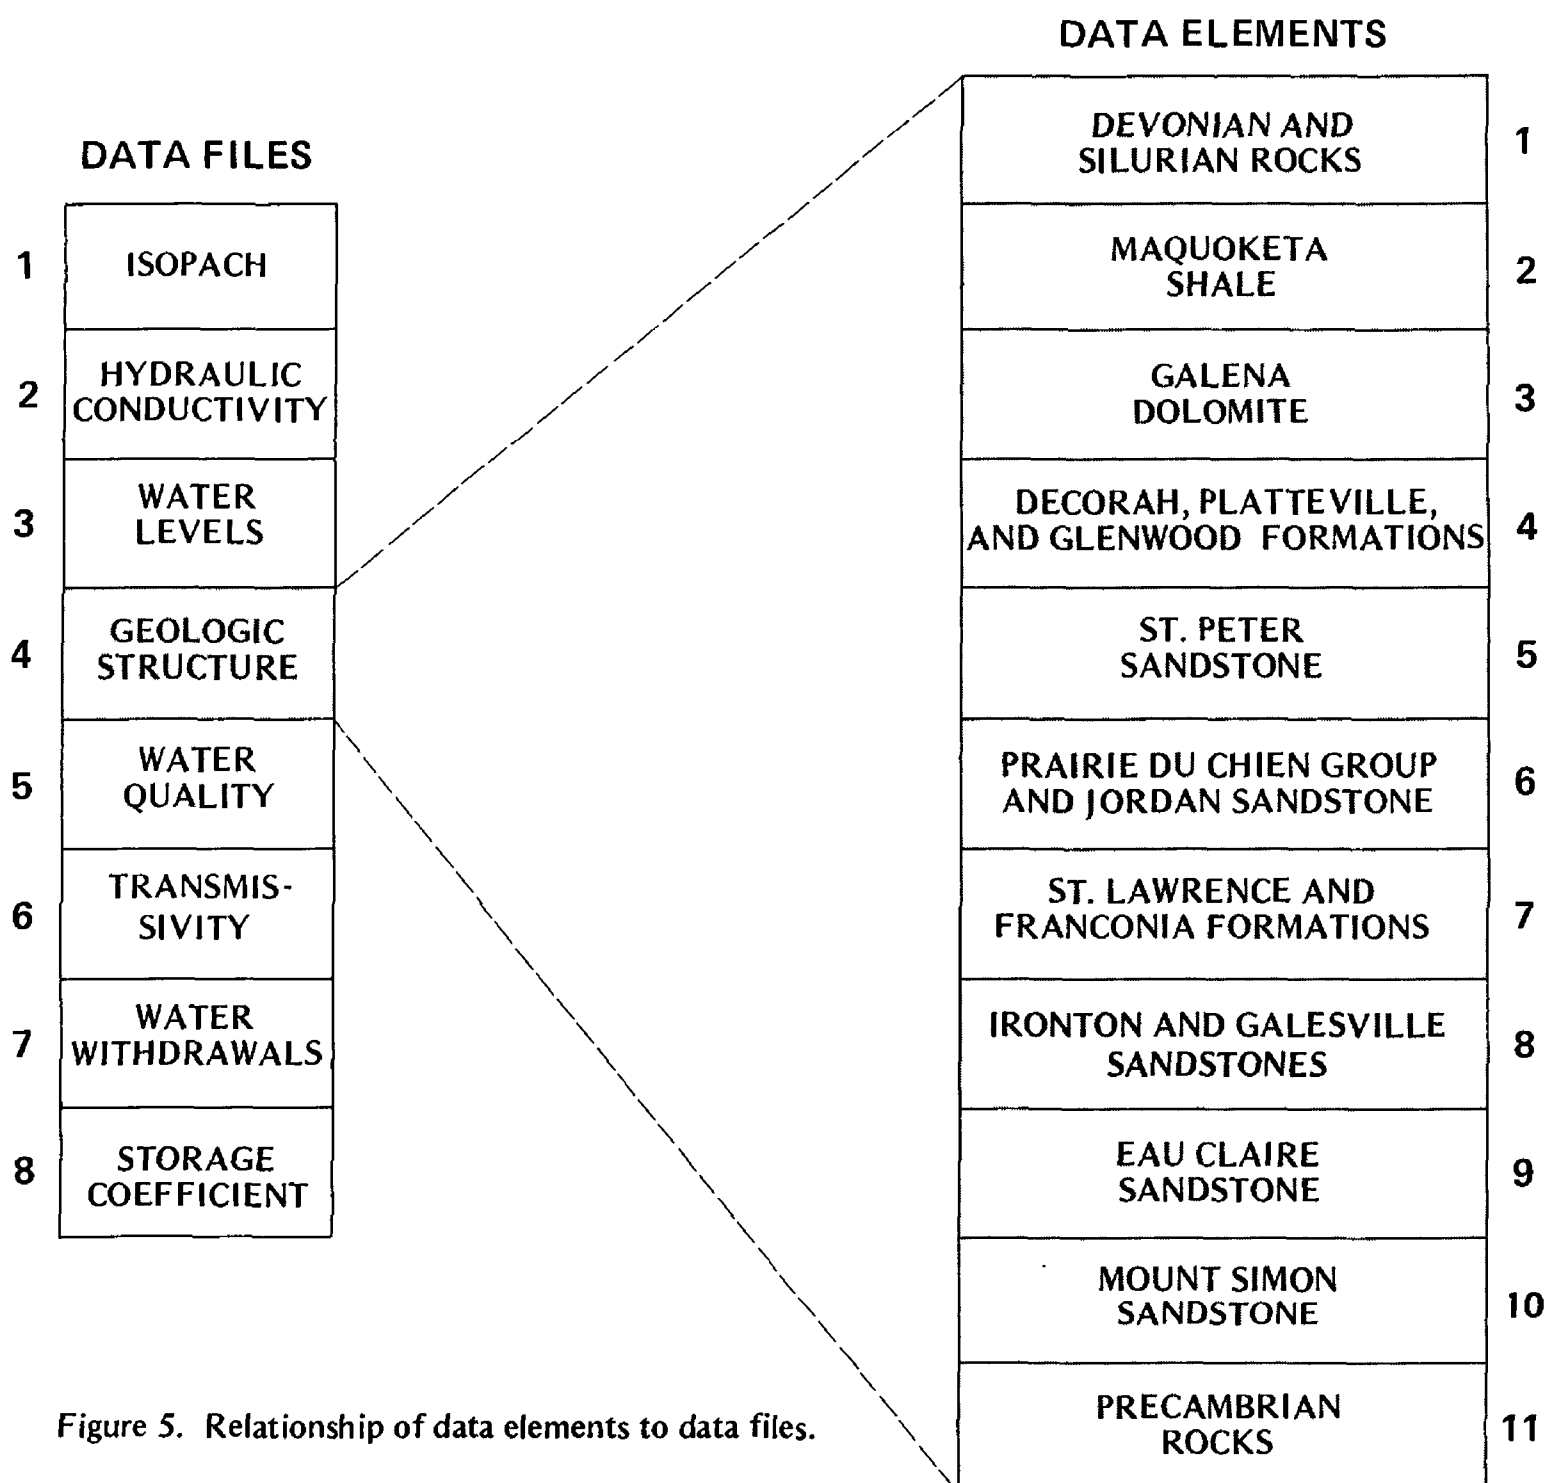 DATA FILES
1
ISOPACH
2
HYDRAULIC
CONDUCTIVITY
3
WATER
LEVELS
4
GEOLOGIC
STRUCTURE
5
WATER
QUALITY
6
TRANSMIS-
SIVITY
7
WATER
WITHDRAWALS
8
STORAGE
COEFFICIENT
DATA ELEMENTS
DEVONIAN AND
SILURIAN ROCKS
1
MAQUOKETA
SHALE
2
GALENA
DOLOMITE
3
DECORAH, PLATTEVILLE,
AND GLENWOOD FORMATIONS
4
ST. PETER
SANDSTONE
5
PRAIRIE DU CHIEN GROUP
AND JORDAN SANDSTONE
6
ST. LAWRENCE AND
FRANCONIA FORMATIONS
7
IRONTON AND GALESVILLE
SANDSTONES
8
EAU CLAIRE
SANDSTONE
9
MOUNT SIMON
SANDSTONE
10
PRECAMBRIAN
ROCKS
11
Figure 5. Relationship of data elements to data files.